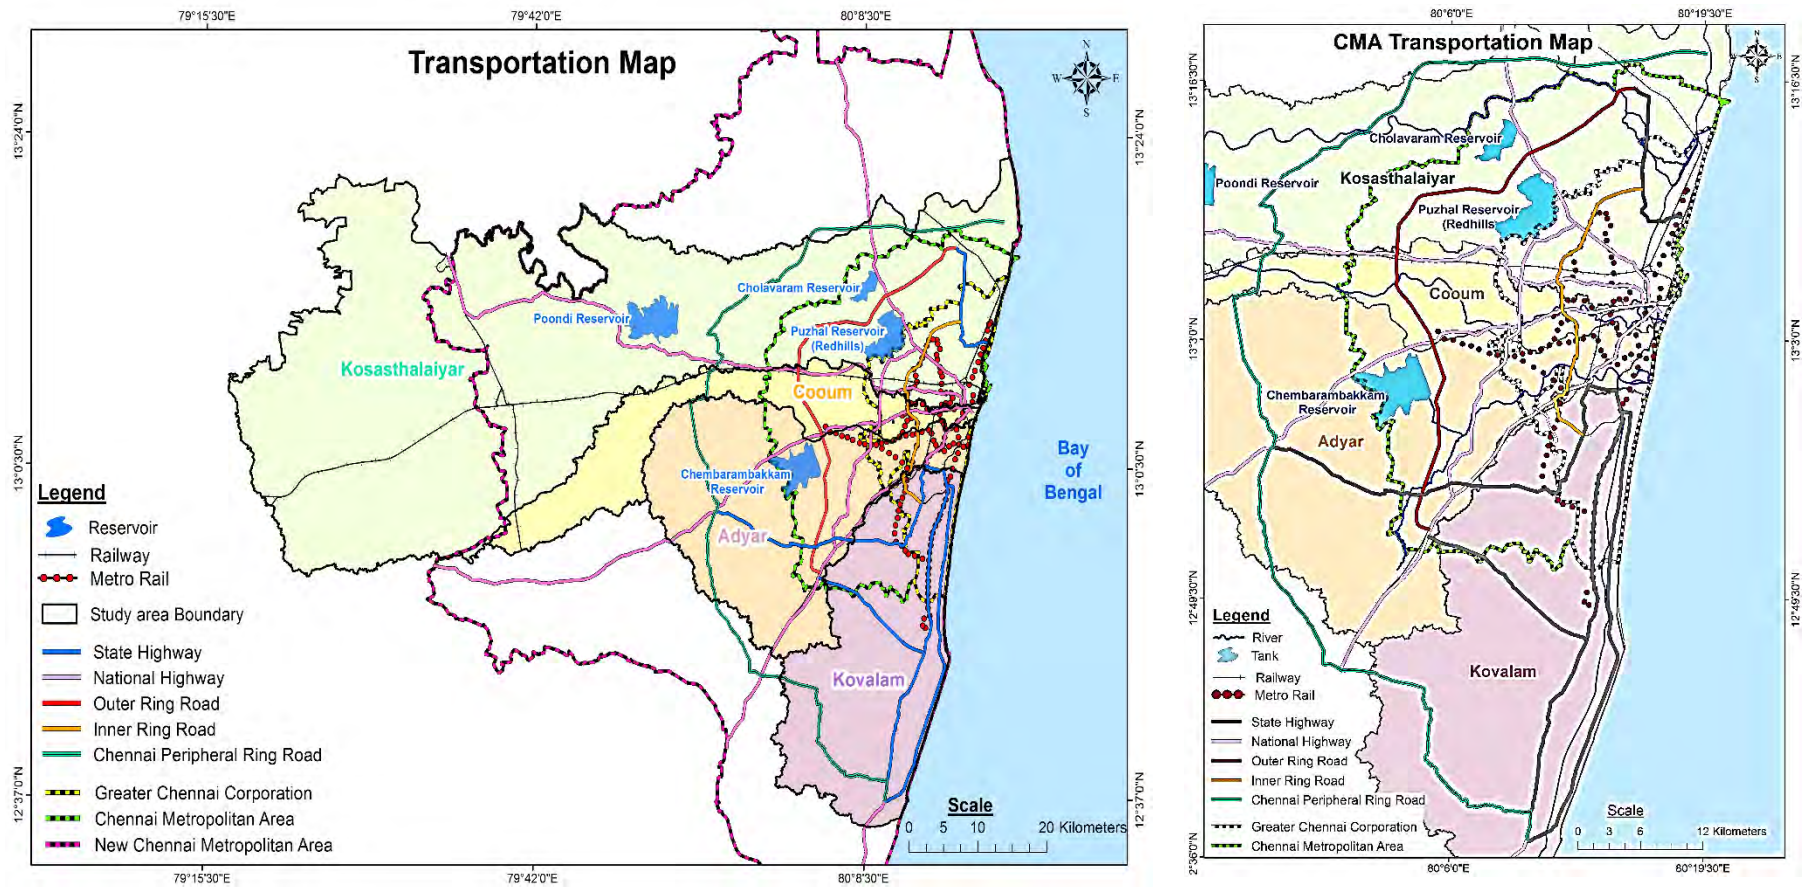 79°15'30"E
79°42'0"E
80°8'30"E
Transportation Map
N
W
E
S
13°24'0"N
13°24'0"N
Cholavaram Reservoir
Poondi Reservoir
Puzhal Reservoir
(Redhills)
Kosasthalaiyar
Cooum
13°0'30"N
13°0'30"N
Chembarambakkam
Reservoir
Bay
of
Bengal
Adyar
Kovalam
Legend
Reservoir
Railway
Metro Rail
Study area Boundary
State Highway
National Highway
Outer Ring Road
Inner Ring Road
Chennai Peripheral Ring Road
Greater Chennai Corporation
Chennai Metropolitan Area
New Chennai Metropolitan Area
12°37'0"N
12°37'0"N
Scale
0 5 10 20 Kilometers
79°15'30"E
79°42'0"E
80°8'30"E
80°6'0"E
80°19'30"E
CMA Transportation Map
N
W
S
13°16'30"N
13°16'30"N
Cholavaram Reservoir
Poondi Reservoir
Kosasthalaiyar
Puzhal Reservoir
(Redhills
Cooum
13°3'0"N
13°3'0"N
Chembarambakkam
Reservoir
Adyar
12°49'30"N
12°49'30"N
Kovalam
Legend
River
Tank
Railway
Metro Rail
State Highway
National Highway
Outer Ring Road
Inner Ring Road
Chennai Peripheral Ring Road
Greater Chennai Corporation
Chennai Metropolitan Area
Scale
0 3 6 12 Kilometers
2°36'0"N
80°6'0"E
80°19'30"E